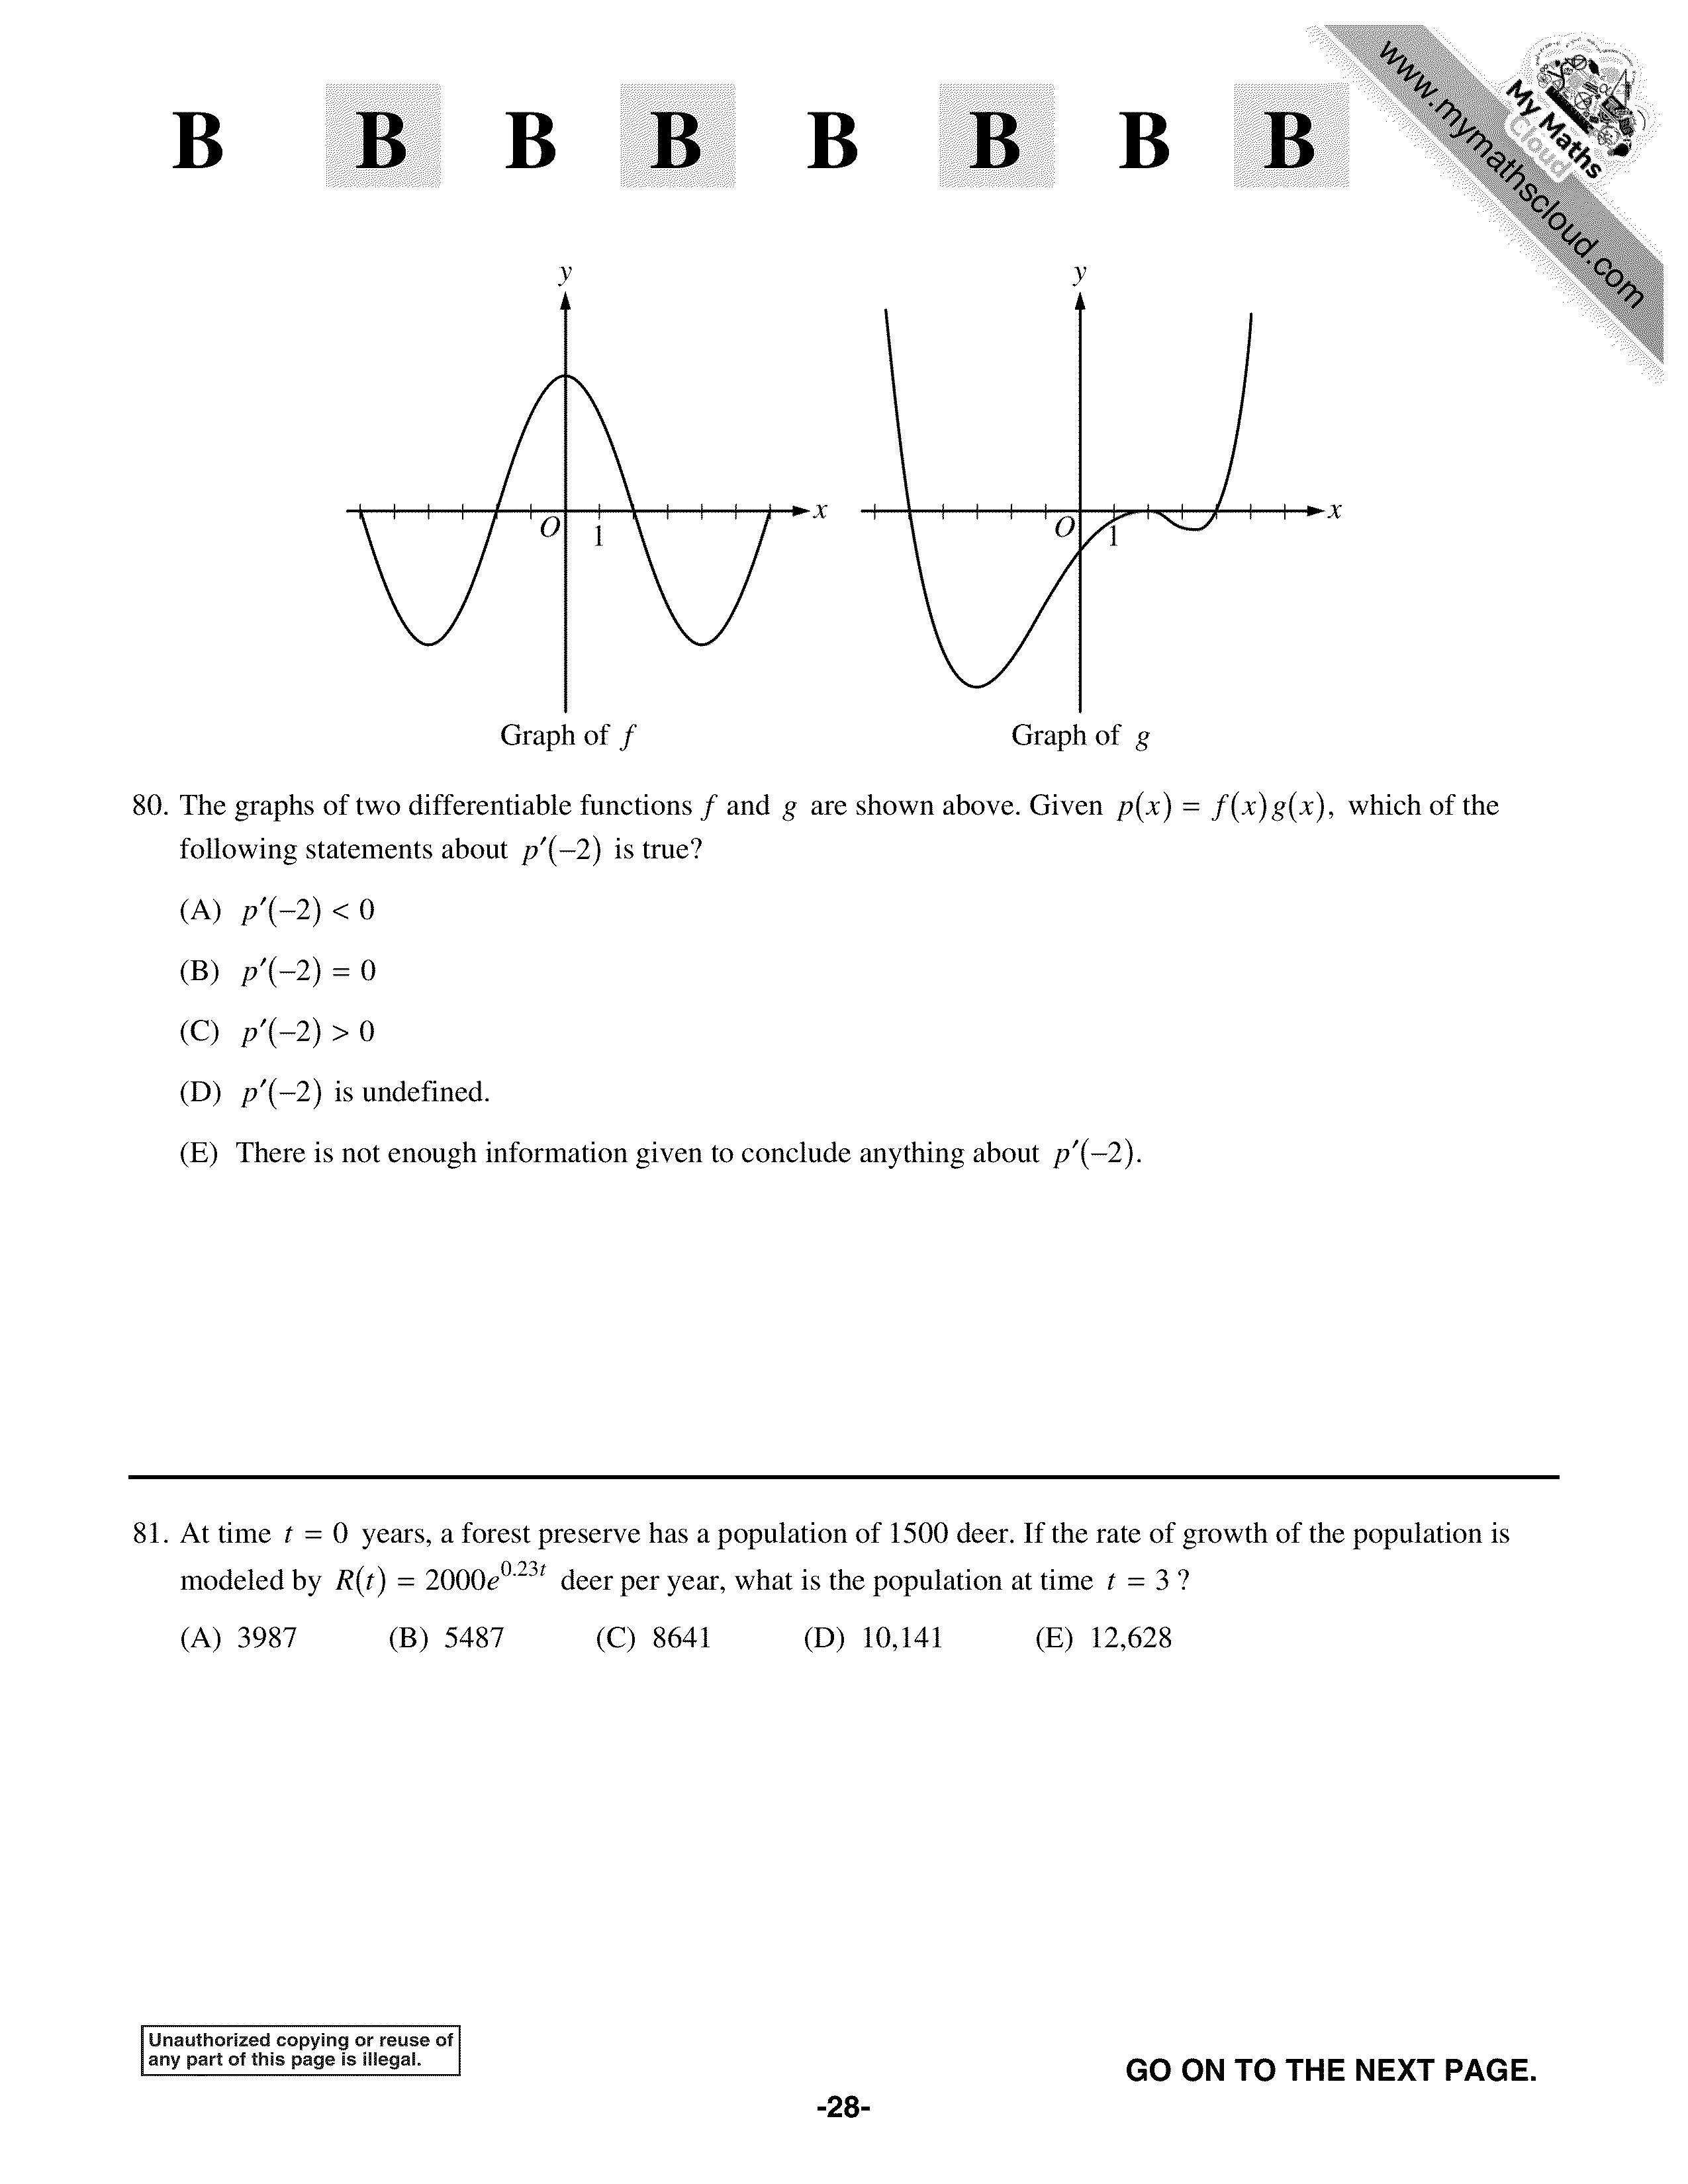 www.mymathscloud.com
My Maths
Cloud
B B B B B B B B
y y
x x
O 1 O 1
Graph of f Graph of g
80. The graphs of two differentiable functions f and g are shown above. Given p(x) = f(x)g(x), which of the
following statements about p′(−2) is true?
(A) p′(−2) < 0
(B) p′(−2) = 0
(C) p′(−2) > 0
(D) p′(−2) is undefined.
(E) There is not enough information given to conclude anything about p′(−2).
81. At time t = 0 years, a forest preserve has a population of 1500 deer. If the rate of growth of the population is
modeled by R(t) = 2000e^{0.23t} deer per year, what is the population at time t = 3 ?
(A) 3987 (B) 5487 (C) 8641 (D) 10,141 (E) 12,628
Unauthorized copying or reuse of
any part of this page is illegal.
GO ON TO THE NEXT PAGE.
-28-